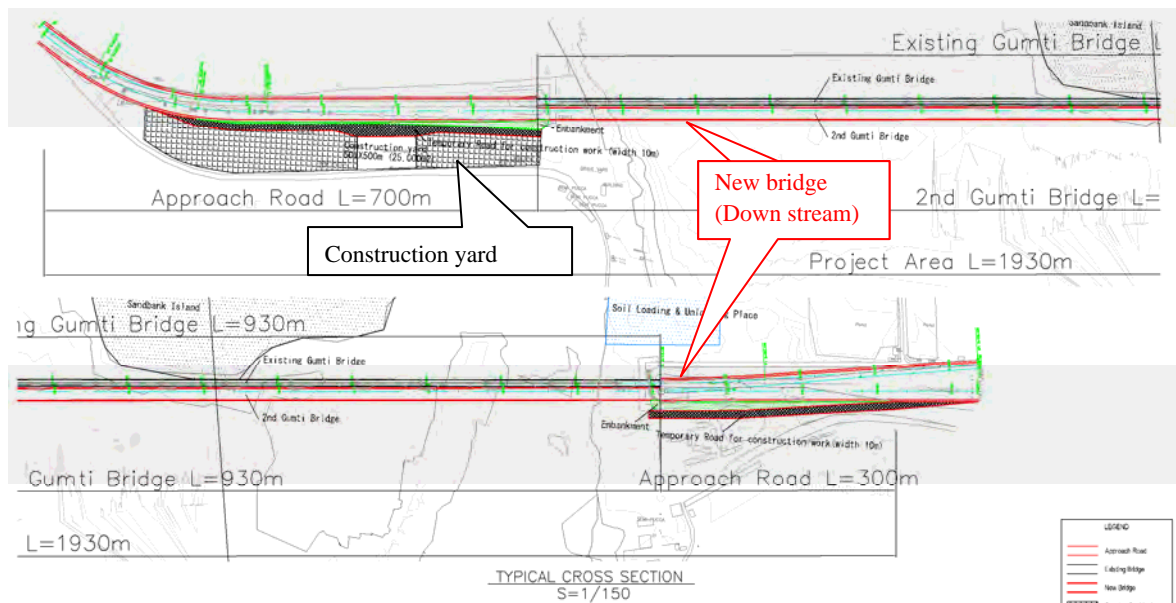 Sandbank Island
Existing Gumti Bridge L
Existing Gumti Bridge
2nd Gumti Bridge
Embankment
Temporary Road for construction work (width 10m)
Construction yard
Approach Road L=700m
2nd Gumti Bridge L=
New bridge
(Down stream)
Construction yard
Project Area L=1930m
Sandbank Island
Soil Loading & Unloading Place
ng Gumti Bridge L=930m
Existing Gumti Bridge
2nd Gumti Bridge
Embankment
Temporary Road for construction work(width 10m)
Gumti Bridge L=930m
Approach Road L=300m
L=1930m
TYPICAL CROSS SECTION
S=1/150
LEGEND
Approach Road
Existing Bridge
New Bridge